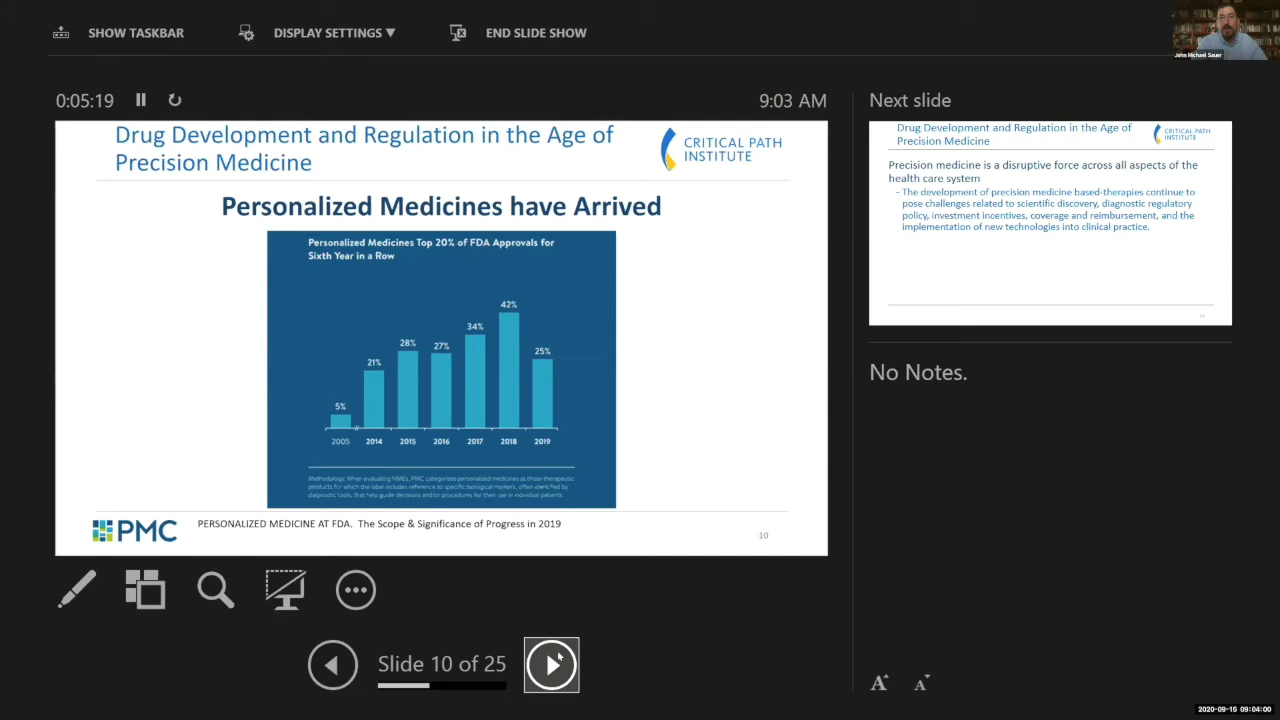 SHOW TASKBAR
DISPLAY SETTINGS ▼
END SLIDE SHOW
John Michael Sauer
0:05:19
9:03 AM
Drug Development and Regulation in the Age of
Precision Medicine
CRITICAL PATH
INSTITUTE
Personalized Medicines have Arrived
Personalized Medicines Top 20% of FDA Approvals for
Sixth Year in a Row
5%
21%
28%
27%
34%
42%
25%
2005
2014
2015
2016
2017
2018
2019
Methodology: When evaluating NMEs, PMC categorizes personalized medicines as those therapeutic
products for which the label includes reference to specific biological markers, often identified by
diagnostic tools, that help guide decisions and/or procedures for their use in individual patients.
PMC
PERSONALIZED MEDICINE AT FDA. The Scope & Significance of Progress in 2019
10
Slide 10 of 25
Next slide
Drug Development and Regulation in the Age of
Precision Medicine
CRITICAL PATH
INSTITUTE
Precision medicine is a disruptive force across all aspects of the
health care system
- The development of precision medicine based-therapies continue to
pose challenges related to scientific discovery, diagnostic regulatory
policy, investment incentives, coverage and reimbursement, and the
implementation of new technologies into clinical practice.
11
No Notes.
A
A
2020-09-15 09:04:00